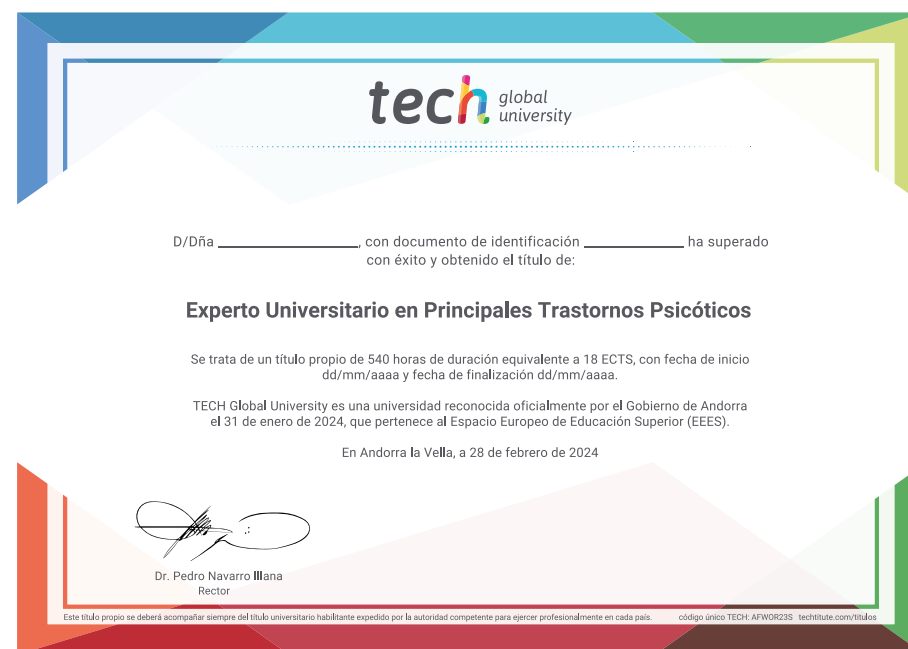 tech global university
D/Dña ____________________, con documento de identificación ______________ ha superado
con éxito y obtenido el título de:
Experto Universitario en Principales Trastornos Psicóticos
Se trata de un título propio de 540 horas de duración equivalente a 18 ECTS, con fecha de inicio
dd/mm/aaaa y fecha de finalización dd/mm/aaaa.
TECH Global University es una universidad reconocida oficialmente por el Gobierno de Andorra
el 31 de enero de 2024, que pertenece al Espacio Europeo de Educación Superior (EEES).
En Andorra la Vella, a 28 de febrero de 2024
Dr. Pedro Navarro Illana
Rector
Este título propio se deberá acompañar siempre del título universitario habilitante expedido por la autoridad competente para ejercer profesionalmente en cada país. código único TECH: AFWOR23S techtitute.com/titulos